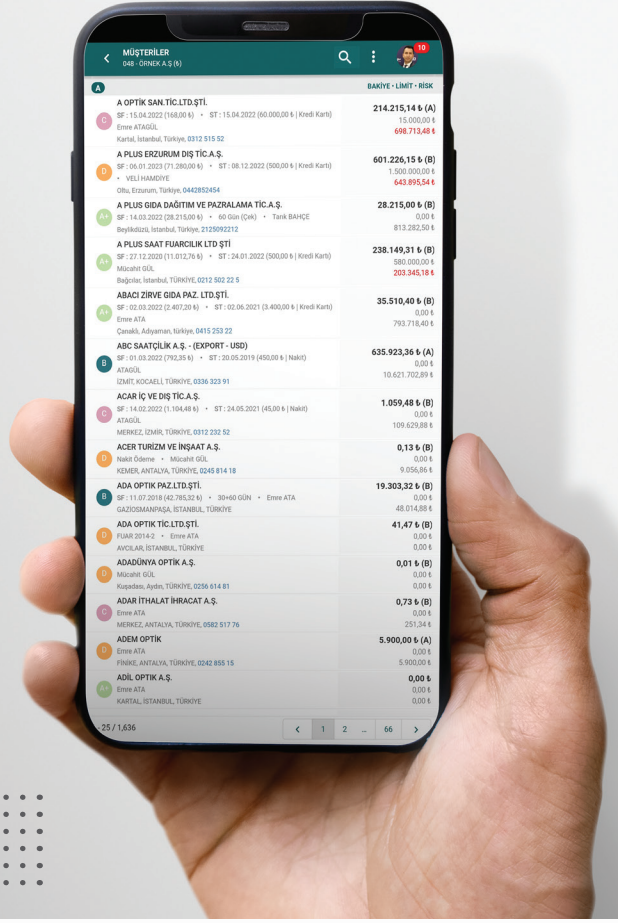 MÜŞTERİLER
048 - ÖRNEK A.Ş (6)
10
A
BAKİYE • LİMİT • RİSK
A OPTİK SAN.TİC.LTD.ŞTİ.
214.215,14 ₺ (A)
C
SF : 15.04.2022 (168,00 ₺) • ST : 15.04.2022 (60.000,00 ₺ | Kredi Kartı)
15.000,00 ₺
Emre ATAGÜL
698.713,48 ₺
Kartal, İstanbul, Türkiye, 0312 515 52
A PLUS ERZURUM DIŞ TİC.A.Ş.
601.226,15 ₺ (B)
D
SF : 06.01.2023 (71.280,00 ₺) • ST : 08.12.2022 (500,00 ₺ | Kredi Kartı)
1.500.000,00 ₺
• VELİ HAMDİYE
643.895,54 ₺
Oltu, Erzurum, Türkiye, 0442852454
A PLUS GIDA DAĞITIM VE PAZRALAMA TİC.A.Ş.
28.215,00 ₺ (B)
A+
SF : 14.03.2022 (28.215,00 ₺) • 60 Gün (Çek) • Tarık BAHÇE
0,00 ₺
Beylikdüzü, İstanbul, Türkiye, 2125092212
813.282,50 ₺
A PLUS SAAT FUARCILIK LTD ŞTİ
238.149,31 ₺ (B)
A+
SF : 27.12.2020 (11.012,76 ₺) • ST : 24.01.2022 (500,00 ₺ | Kredi Kartı)
580.000,00 ₺
Mücahit GÜL
203.345,18 ₺
Bağcılar, İstanbul, TÜRKİYE, 0212 502 22 5
ABACI ZİRVE GIDA PAZ. LTD.ŞTİ.
35.510,40 ₺ (B)
A+
SF : 02.03.2022 (2.407,20 ₺) • ST : 02.06.2021 (3.400,00 ₺ | Kredi Kartı)
0,00 ₺
Emre ATA
793.718,40 ₺
Çanaklı, Adıyaman, türkiye, 0415 253 22
ABC SAATÇİLİK A.Ş. - (EXPORT - USD)
635.923,36 ₺ (A)
B
SF : 01.03.2022 (792,35 ₺) • ST : 20.05.2019 (450,00 ₺ | Nakit)
0,00 ₺
ATAGÜL
10.621.702,89 ₺
İZMİT, KOCAELİ, TÜRKİYE, 0336 323 91
ACAR İÇ VE DIŞ TİC.A.Ş.
1.059,48 ₺ (B)
C
SF : 14.02.2022 (1.104,48 ₺) • ST : 24.05.2021 (45,00 ₺ | Nakit)
0,00 ₺
ATAGÜL
109.629,88 ₺
MERKEZ, İZMİR, TÜRKİYE, 0312 232 52
ACER TURİZM VE İNŞAAT A.Ş.
0,13 ₺ (B)
D
Nakit Ödeme • Mücahit GÜL
0,00 ₺
KEMER, ANTALYA, TÜRKİYE, 0245 814 18
9.056,86 ₺
ADA OPTIK PAZ.LTD.ŞTİ.
19.303,32 ₺ (B)
B
SF : 11.07.2018 (42.785,32 ₺) • 30+60 GÜN • Emre ATA
0,00 ₺
GAZİOSMANPAŞA, İSTANBUL, TÜRKİYE
48.014,88 ₺
ADA OPTIK TİC.LTD.ŞTİ.
41,47 ₺ (B)
D
FUAR 2014-2 • Emre ATA
0,00 ₺
AVCILAR, İSTANBUL, TÜRKİYE
0,00 ₺
ADADÜNYA OPTİK A.Ş.
0,01 ₺ (B)
D
Mücahit GÜL
0,00 ₺
Kuşadası, Aydın, TÜRKİYE, 0256 614 81
0,00 ₺
ADAR İTHALAT İHRACAT A.Ş.
0,73 ₺ (B)
C
Emre ATA
0,00 ₺
MERKEZ, ANTALYA, TÜRKİYE, 0582 517 76
251,34 ₺
ADEM OPTİK
5.900,00 ₺ (A)
D
Emre ATA
0,00 ₺
FİNİKE, ANTALYA, TÜRKİYE, 0242 855 15
5.900,00 ₺
ADİL OPTIK A.Ş.
0,00 ₺
A+
Emre ATA
0,00 ₺
KARTAL, İSTANBUL, TÜRKİYE
0,00 ₺
- 25 / 1,636
1 2 ... 66